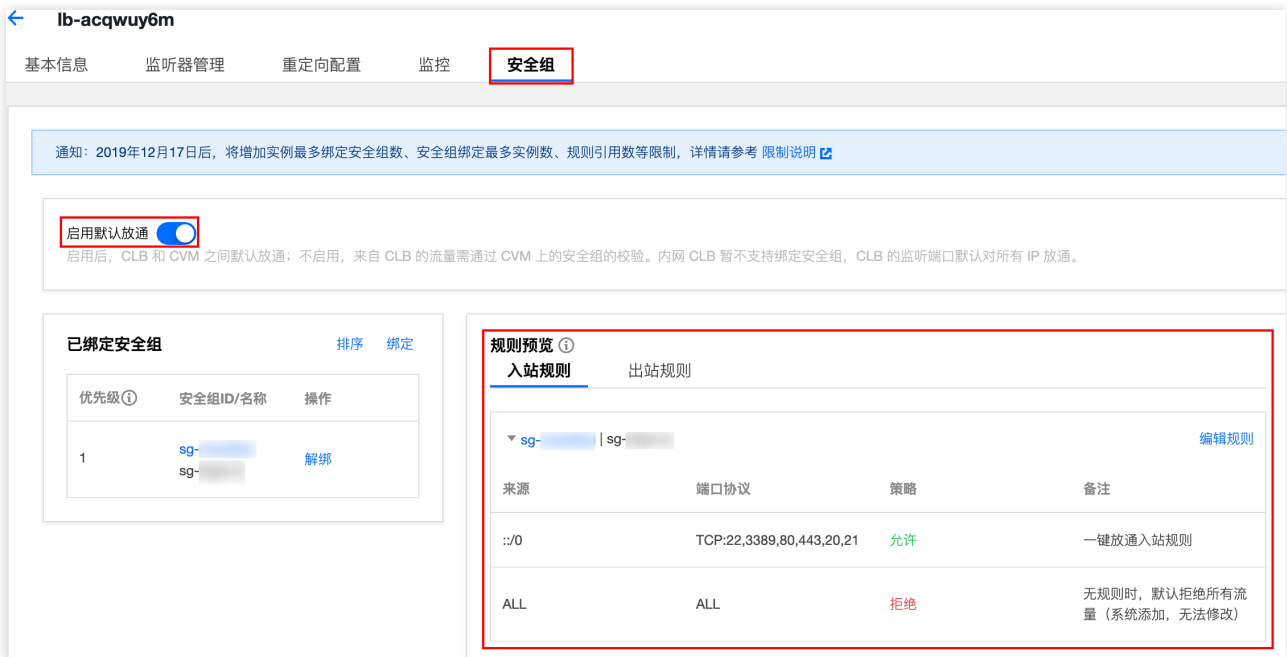 lb-acqwuy6m
基本信息 监听器管理 重定向配置 监控 安全组
通知：2019年12月17日后，将增加实例最多绑定安全组数、安全组绑定最多实例数、规则引用数等限制，详情请参考 限制说明
启用默认放通
启用后，CLB 和 CVM 之间默认放通；不启用，来自 CLB 的流量需通过 CVM 上的安全组的校验。内网 CLB 暂不支持绑定安全组，CLB 的监听端口默认对所有 IP 放通。
已绑定安全组 排序 绑定
优先级 安全组ID/名称 操作
1 sg- 解绑
sg-
规则预览
入站规则 出站规则
sg- | sg- 编辑规则
来源 端口协议 策略 备注
::/0 TCP:22,3389,80,443,20,21 允许 一键放通入站规则
ALL ALL 拒绝 无规则时，默认拒绝所有流
量（系统添加，无法修改）